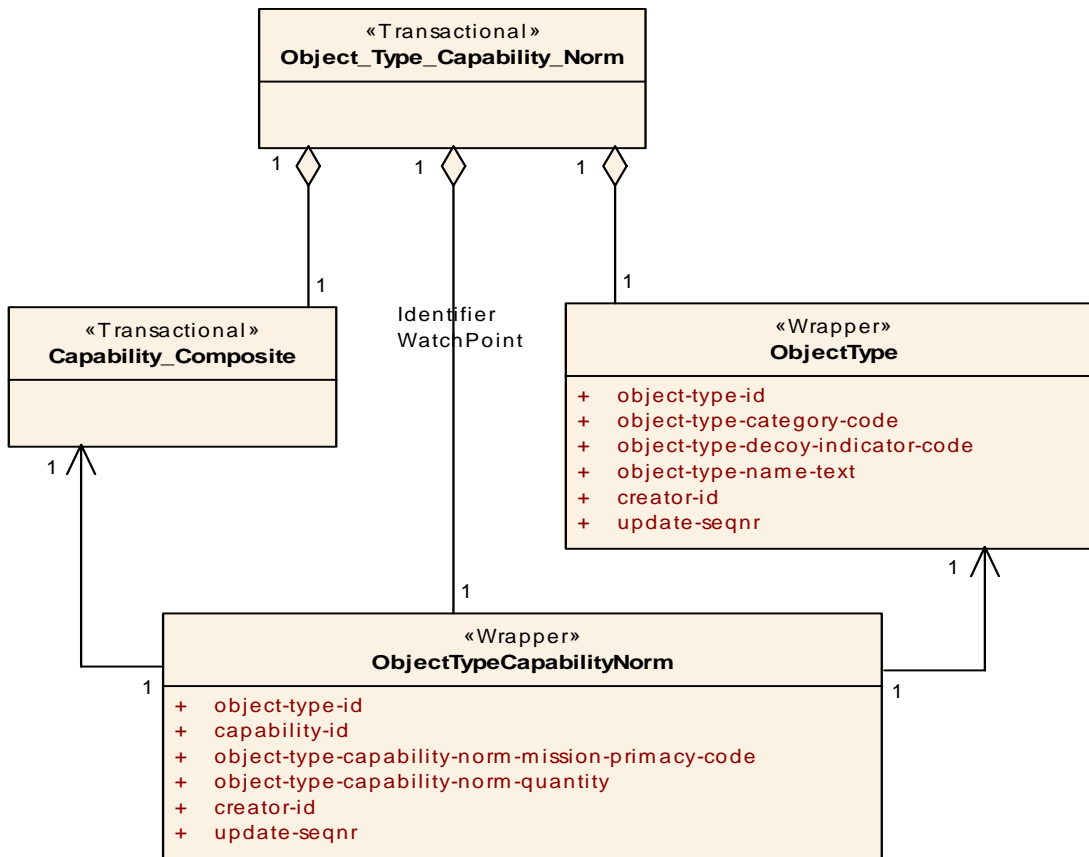 «Transactional»
Object_Type_Capability_Norm
1
1
1
1
1
Identifier
WatchPoint
«Transactional»
Capability_Composite
«Wrapper»
ObjectType
+ object-type-id
+ object-type-category-code
+ object-type-decoy-indicator-code
+ object-type-name-text
+ creator-id
+ update-seqnr
1
1
1
«Wrapper»
ObjectTypeCapabilityNorm
1
1
+ object-type-id
+ capability-id
+ object-type-capability-norm-mission-primacy-code
+ object-type-capability-norm-quantity
+ creator-id
+ update-seqnr